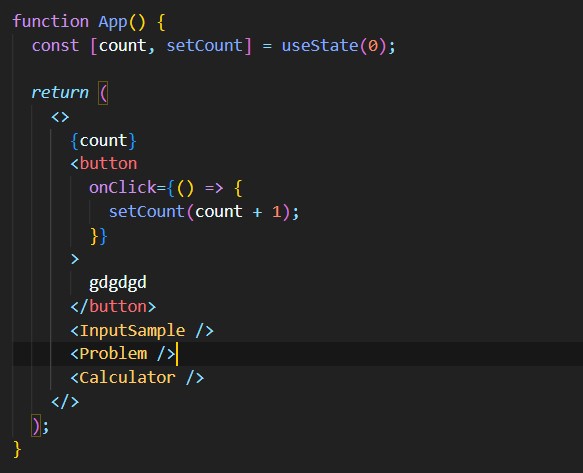 function App() {
  const [count, setCount] = useState(0);

  return (
    <>
      {count}
      <button
        onClick={() => {
          setCount(count + 1);
        }}
      >
        gdgdgd
      </button>
      <InputSample />
      <Problem />
      <Calculator />
    </>
  );
}